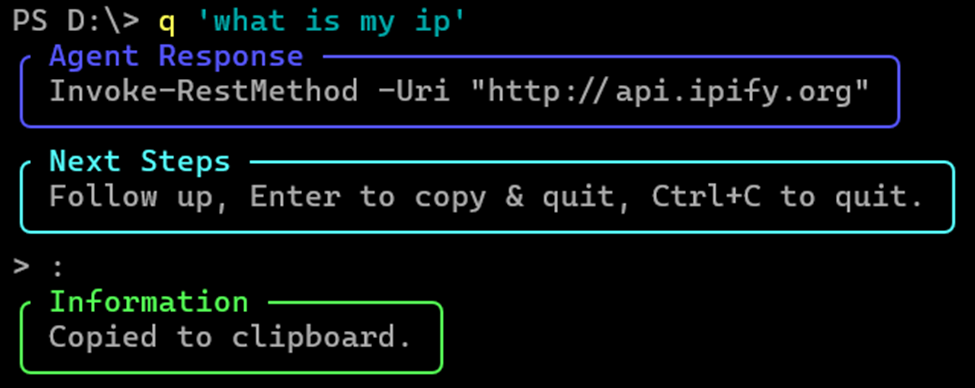 PS D:\> q 'what is my ip'
Agent Response
Invoke-RestMethod -Uri "http://api.ipify.org"
Next Steps
Follow up, Enter to copy & quit, Ctrl+C to quit.
> :
Information
Copied to clipboard.